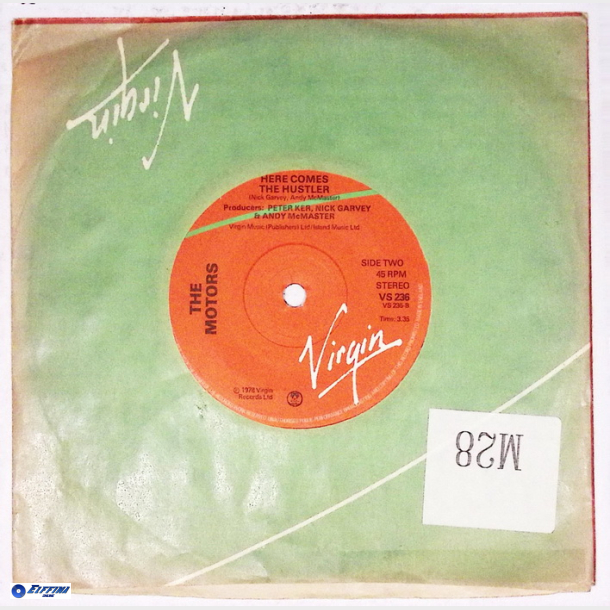 Virgin
HERE COMES
THE HUSTLER
(Nick Garvey, Andy McMaster)
Producers: PETER KER, NICK GARVEY
& ANDY McMASTER
Virgin Music (Publishers) Ltd/Island Music Ltd
THE
MOTORS
SIDE TWO
45 RPM
STEREO
VS 236
VS 236-B
Time: 3.35
Virgin
℗ 1978 Virgin
Records Ltd
M28